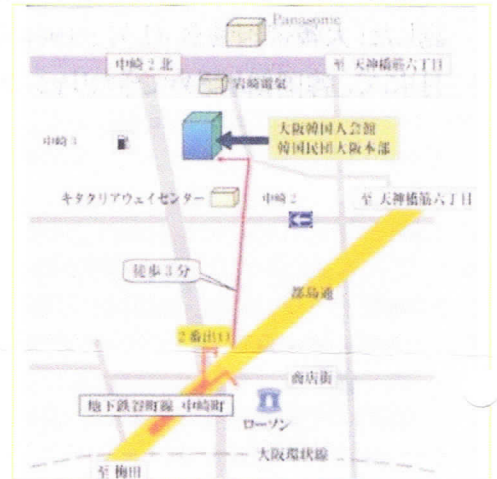 Panasonic
中崎2北
至 天神橋筋六丁目
岩崎電気
大阪韓国人会館
韓国民団大阪本部
中崎3
キタクリアウェイセンター
中崎2
至 天神橋筋六丁目
徒歩3分
都島通
2番出口
商店街
地下鉄谷町線 中崎町
ローソン
大阪環状線
至 梅田